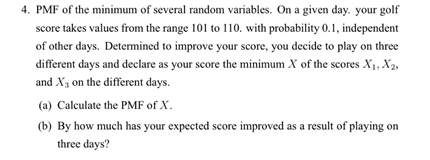 4. PMF of the minimum of several random variables. On a given day. your golf
score takes values from the range 101 to 110. with probability 0.1, independent
of other days. Determined to improve your score, you decide to play on three
different days and declare as your score the minimum X of the scores X₁, X₂,
and X₃ on the different days.
(a) Calculate the PMF of X.
(b) By how much has your expected score improved as a result of playing on
three days?